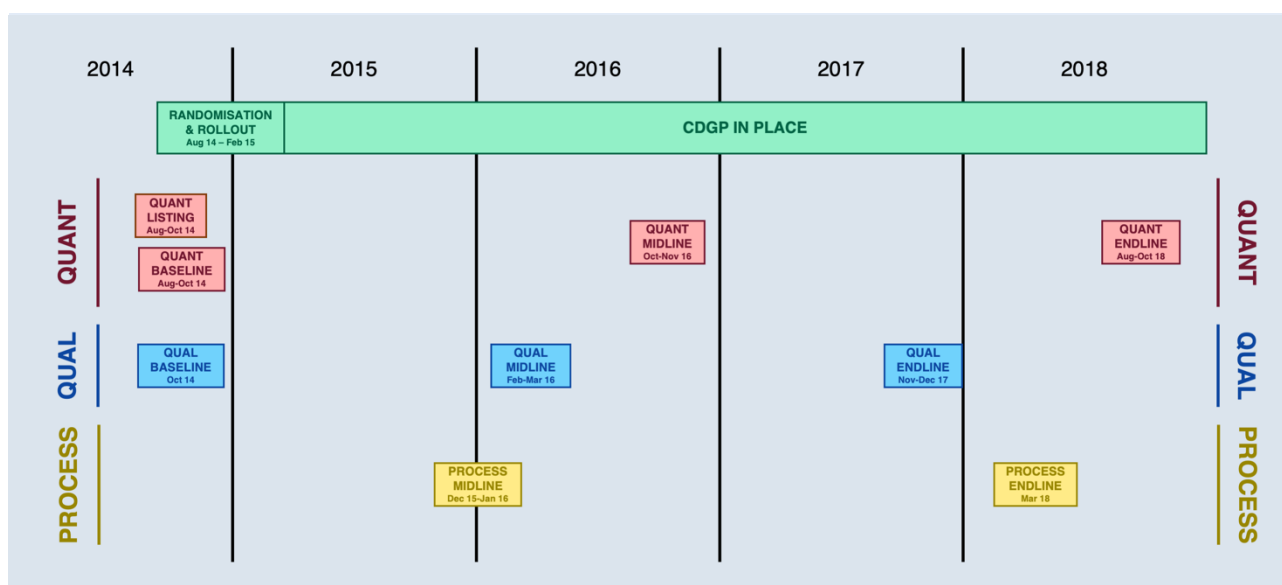 2014
2015
2016
2017
2018
RANDOMISATION
& ROLLOUT
Aug 14 – Feb 15
CDGP IN PLACE
QUANT
QUANT
LISTING
Aug-Oct 14
QUANT
BASELINE
Aug-Oct 14
QUANT
MIDLINE
Oct-Nov 16
QUANT
ENDLINE
Aug-Oct 18
QUANT
QUAL
QUAL
BASELINE
Oct 14
QUAL
MIDLINE
Feb-Mar 16
QUAL
ENDLINE
Nov-Dec 17
QUAL
PROCESS
PROCESS
MIDLINE
Dec 15-Jan 16
PROCESS
ENDLINE
Mar 18
PROCESS